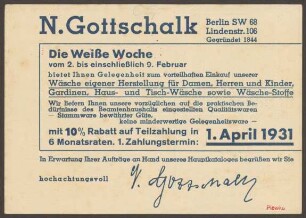 N. Gottschalk
Berlin SW 68
Lindenstr. 106
Gegründet 1844
Die Weiße Woche
vom 2. bis einschließlich 9. Februar
bietet Ihnen Gelegenheit zum vorteilhaften Einkauf unserer
Wäsche eigener Herstellung für Damen, Herren und Kinder,
Gardinen, Haus- und Tisch-Wäsche sowie Wäsche-Stoffe
Wir liefern Ihnen unsere vorzüglichen auf die praktischen Be-
dürfnisse des Beamtenhaushalts eingestellten Qualitätswaren
– Stammware bewährter Güte.
keine minderwertige Gelegenheitsware –
mit 10% Rabatt auf Teilzahlung in
6 Monatsraten. 1. Zahlungstermin:
1. April 1931
In Erwartung Ihrer Aufträge an Hand unseres Hauptkataloges begrüßen wir Sie
hochachtungsvoll
N. Gottschalk